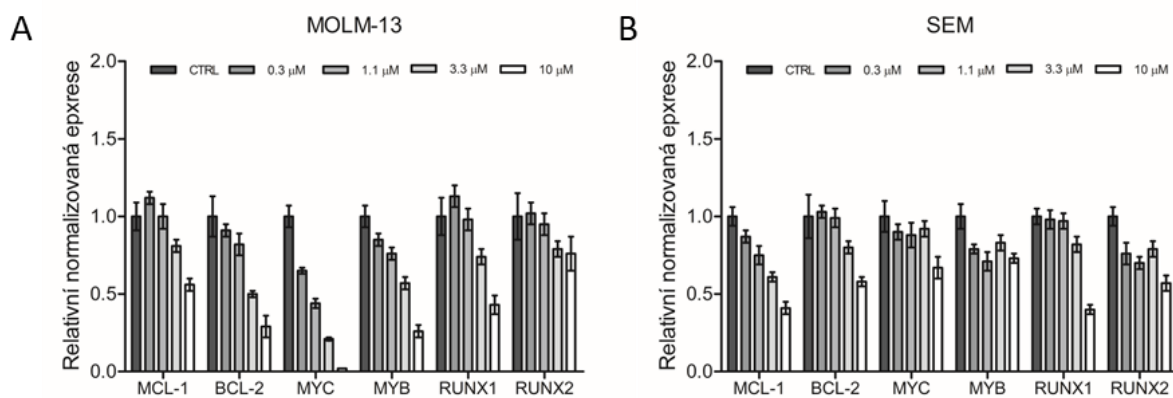 A
MOLM-13
2.0
CTRL 0.3 µM 1.1 µM 3.3 µM 10 µM
1.5
1.0
0.5
0.0
Relativní normalizovaná epxrese
MCL-1 BCL-2 MYC MYB RUNX1 RUNX2
B
SEM
2.0
CTRL 0.3 µM 1.1 µM 3.3 µM 10 µM
1.5
1.0
0.5
0.0
Relativní normalizovaná epxrese
MCL-1 BCL-2 MYC MYB RUNX1 RUNX2